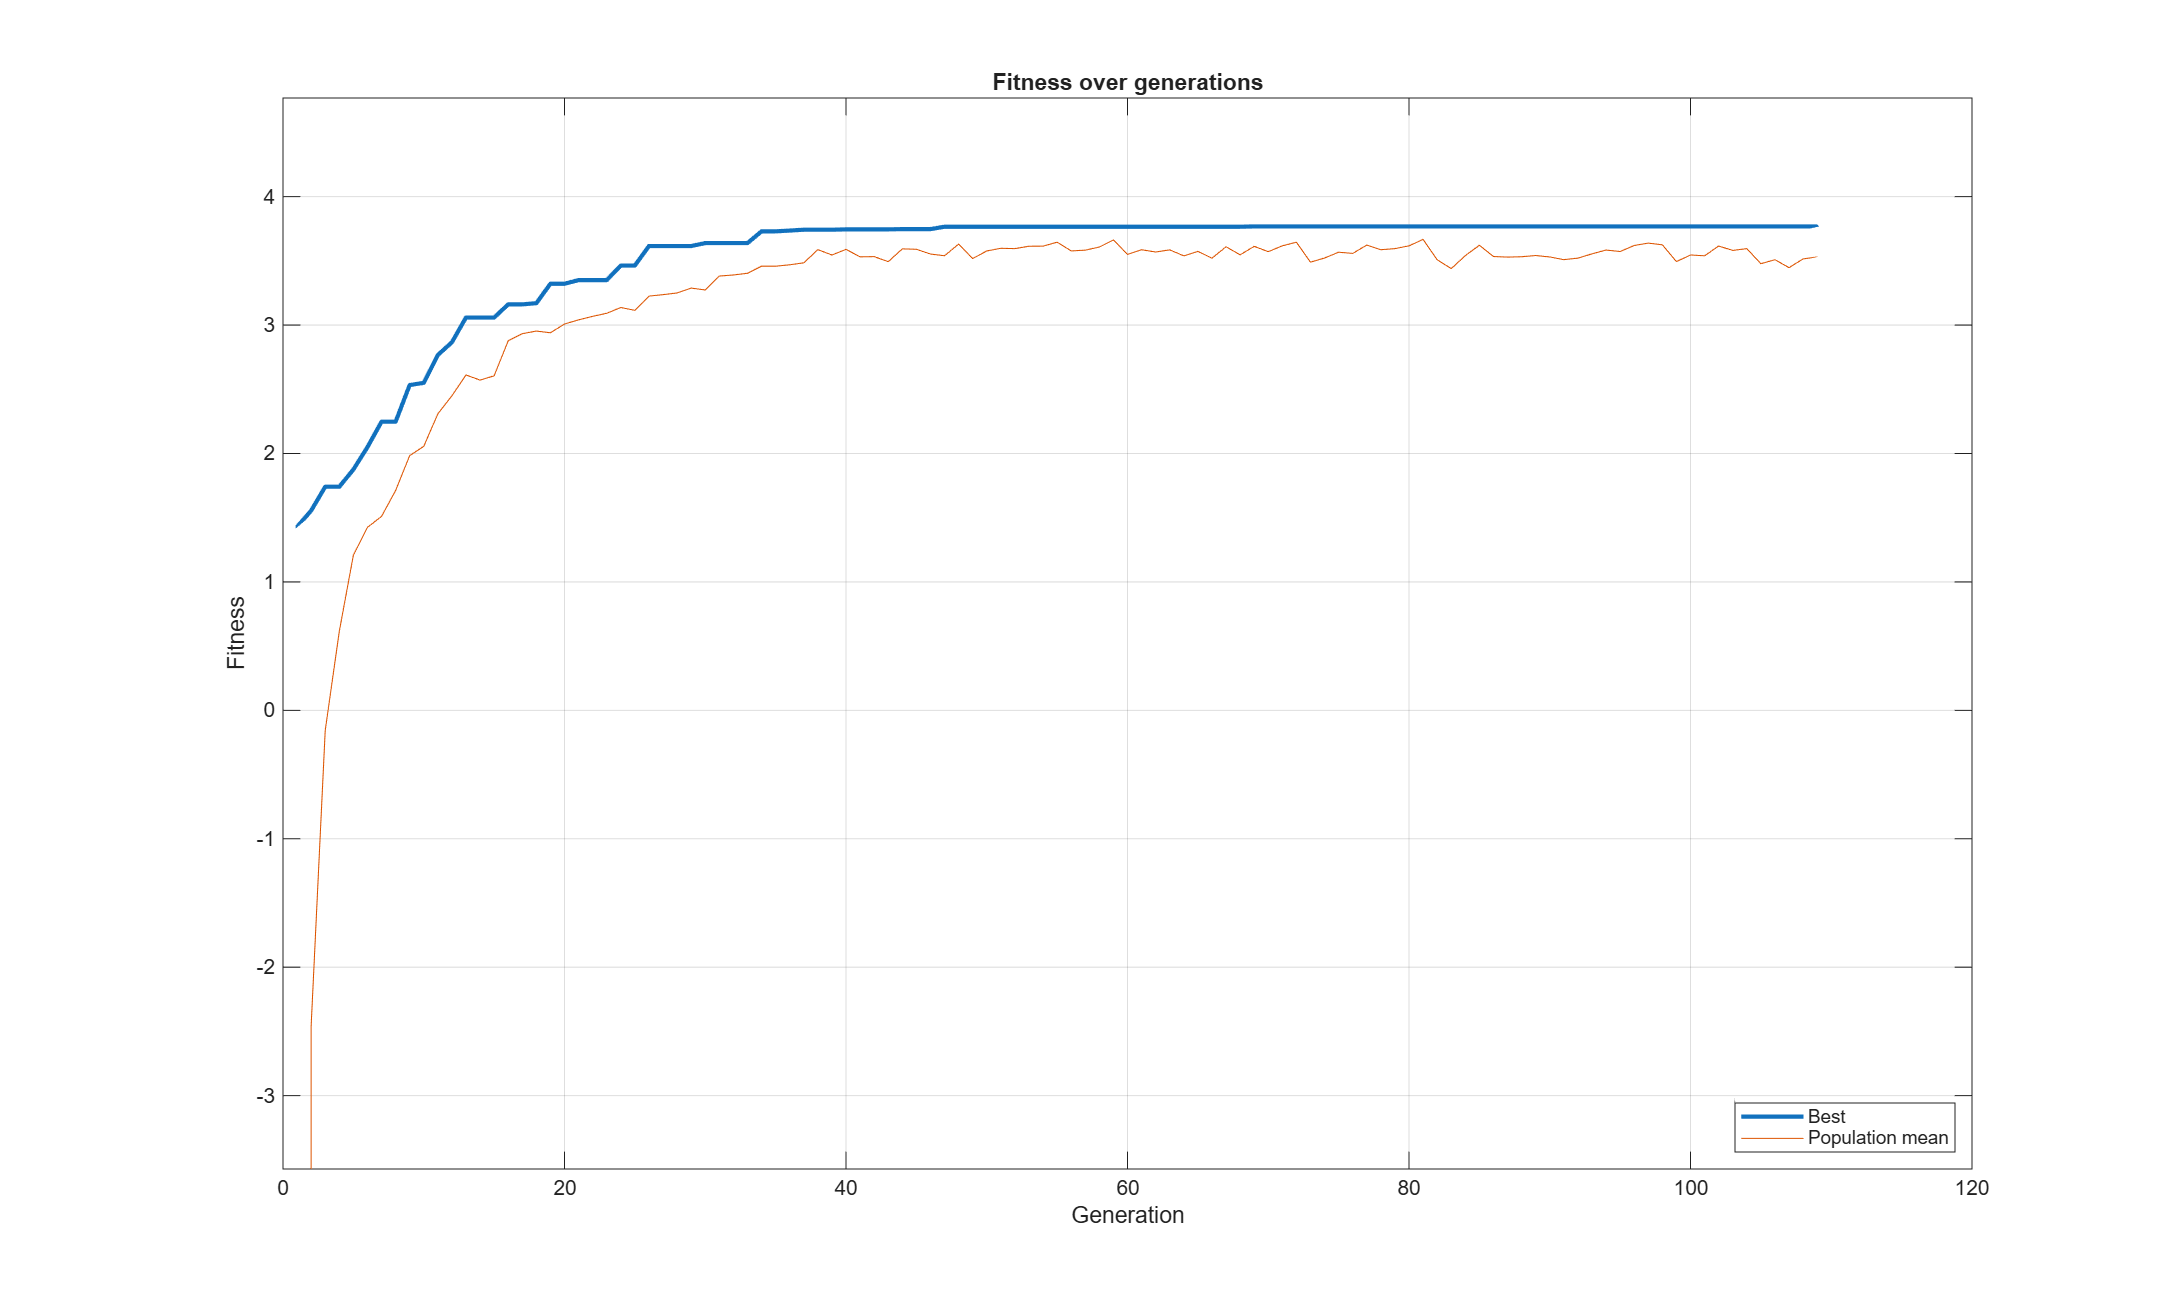 Fitness over generations
4
3
2
1
0
-1
-2
-3
Fitness
0 20 40 60 80 100 120
Generation
Best
Population mean